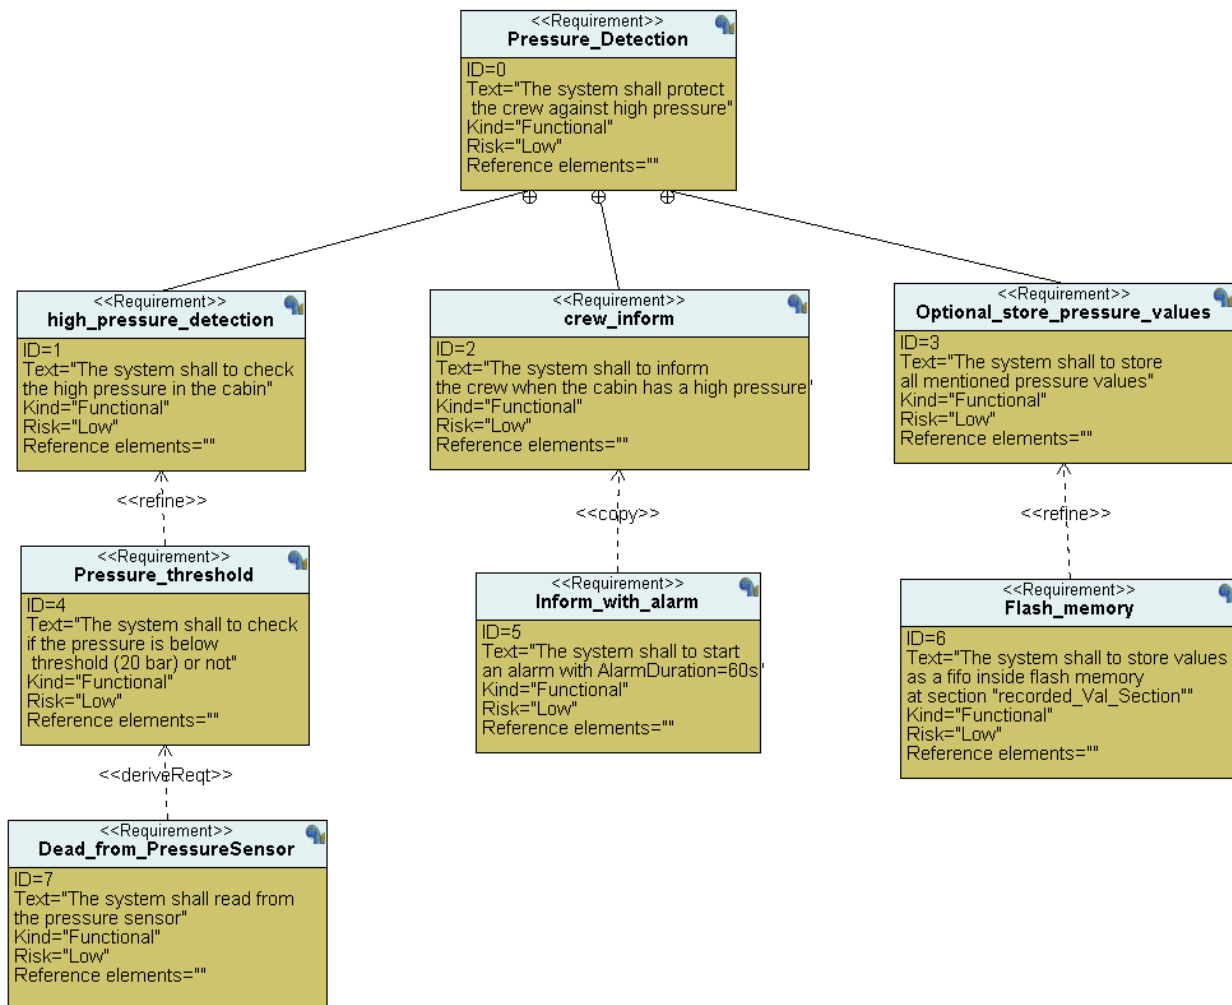 <<Requirement>>
Pressure_Detection
ID=0
Text="The system shall protect
the crew against high pressure"
Kind="Functional"
Risk="Low"
Reference elements=""
<<Requirement>>
high_pressure_detection
ID=1
Text="The system shall to check
the high pressure in the cabin"
Kind="Functional"
Risk="Low"
Reference elements=""
<<Requirement>>
crew_inform
ID=2
Text="The system shall to inform
the crew when the cabin has a high pressure"
Kind="Functional"
Risk="Low"
Reference elements=""
<<Requirement>>
Optional_store_pressure_values
ID=3
Text="The system shall to store
all mentioned pressure values"
Kind="Functional"
Risk="Low"
Reference elements=""
<<refine>>
<<copy>>
<<refine>>
<<Requirement>>
Pressure_threshold
ID=4
Text="The system shall to check
if the pressure is below
threshold (20 bar) or not"
Kind="Functional"
Risk="Low"
Reference elements=""
<<Requirement>>
Inform_with_alarm
ID=5
Text="The system shall to start
an alarm with AlarmDuration=60s"
Kind="Functional"
Risk="Low"
Reference elements=""
<<Requirement>>
Flash_memory
ID=6
Text="The system shall to store values
as a fifo inside flash memory
at section "recorded_Val_Section""
Kind="Functional"
Risk="Low"
Reference elements=""
<<deriveReqt>>
<<Requirement>>
Dead_from_PressureSensor
ID=7
Text="The system shall read from
the pressure sensor"
Kind="Functional"
Risk="Low"
Reference elements=""